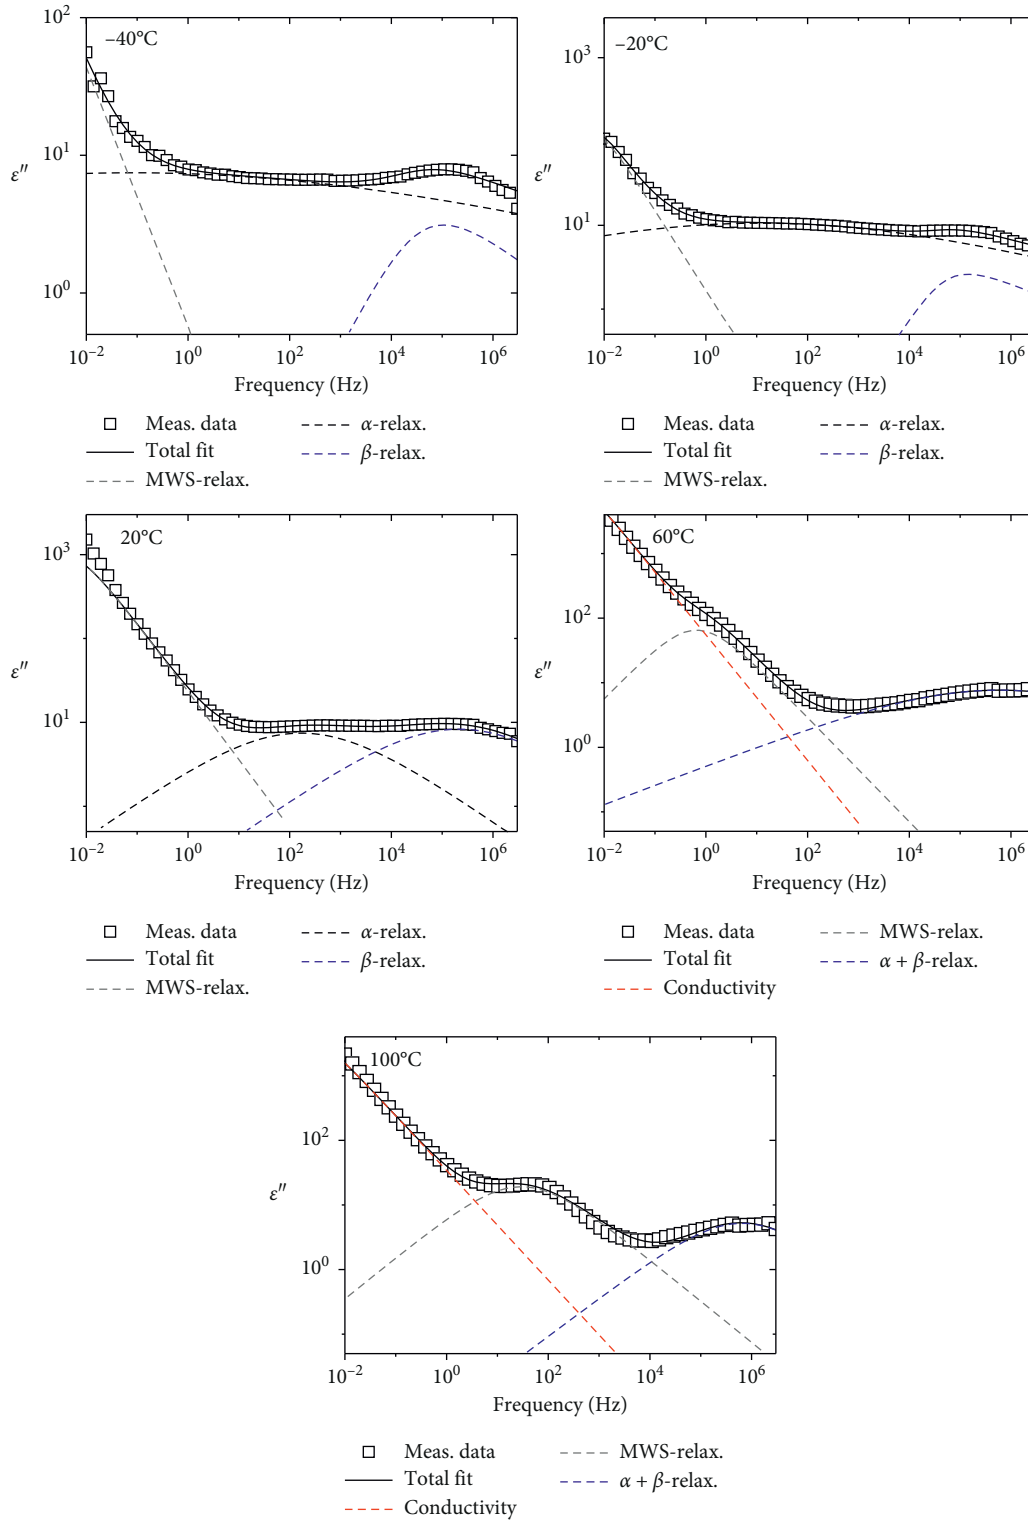 10²
10¹
10⁰
ε″
−40°C
10⁻² 10⁰ 10² 10⁴ 10⁶
Frequency (Hz)
Meas. data
Total fit
MWS-relax.
α-relax.
β-relax.
10³
10¹
ε″
−20°C
10⁻² 10⁰ 10² 10⁴ 10⁶
Frequency (Hz)
Meas. data
Total fit
MWS-relax.
α-relax.
β-relax.
10³
10¹
ε″
20°C
10⁻² 10⁰ 10² 10⁴ 10⁶
Frequency (Hz)
Meas. data
Total fit
MWS-relax.
α-relax.
β-relax.
10²
10⁰
ε″
60°C
10⁻² 10⁰ 10² 10⁴ 10⁶
Frequency (Hz)
Meas. data
Total fit
Conductivity
MWS-relax.
α + β-relax.
10²
10⁰
ε″
100°C
10⁻² 10⁰ 10² 10⁴ 10⁶
Frequency (Hz)
Meas. data
Total fit
Conductivity
MWS-relax.
α + β-relax.